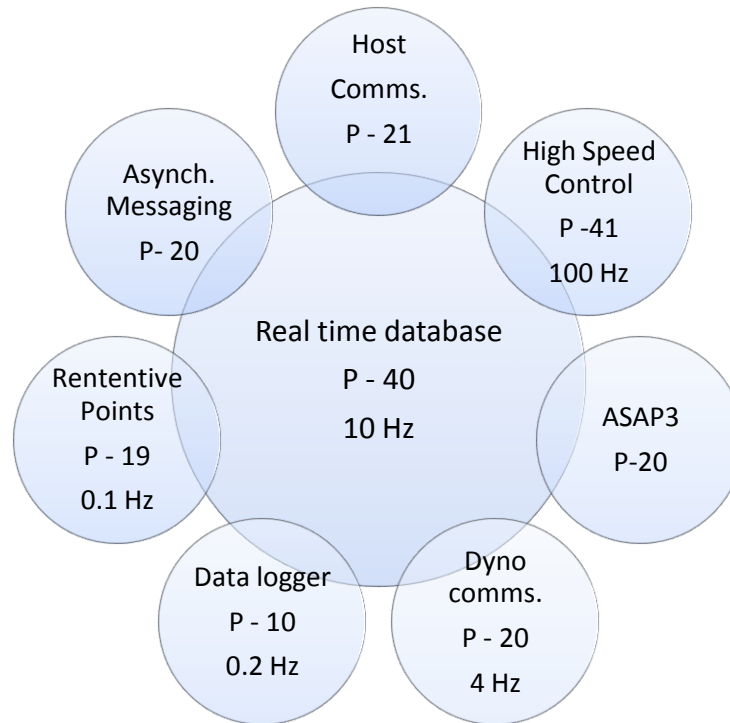 Host
Comms.
P - 21
High Speed
Control
P -41
100 Hz
Asynch.
Messaging
P- 20
Real time database
P - 40
10 Hz
Rententive
Points
P - 19
0.1 Hz
ASAP3
P-20
Data logger
P - 10
0.2 Hz
Dyno
comms.
P - 20
4 Hz